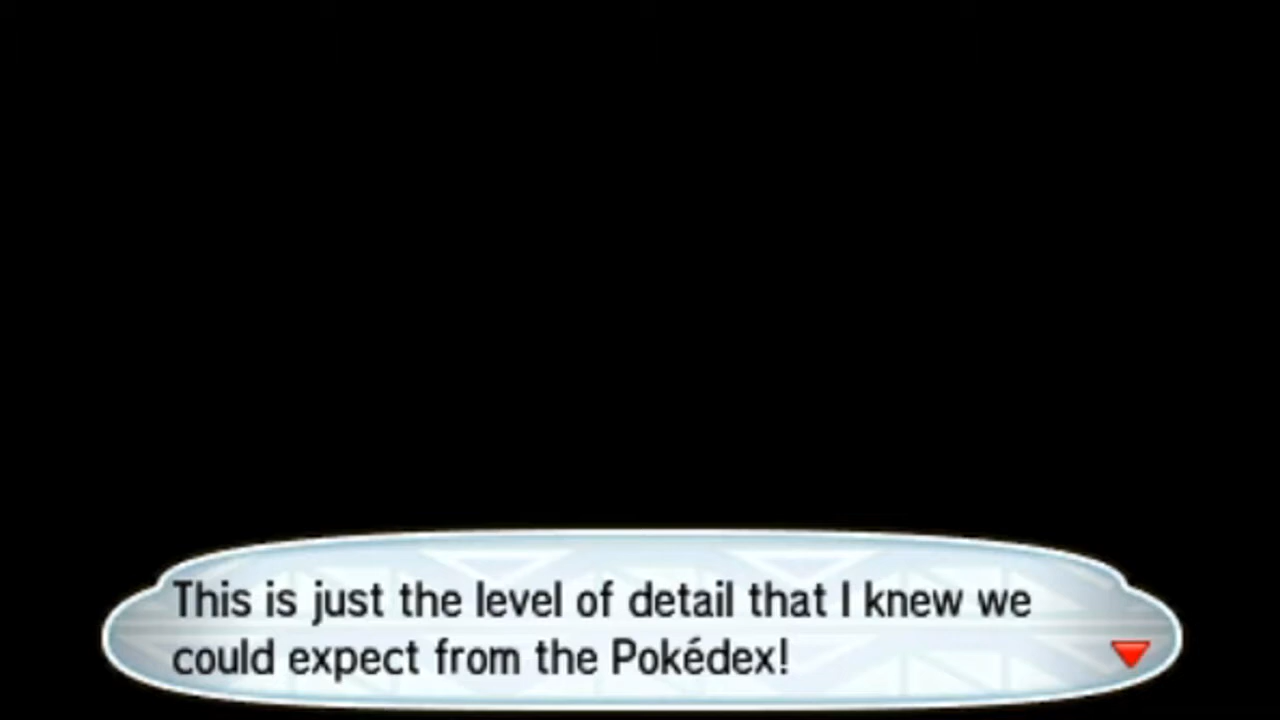 This is just the level of detail that I knew we
could expect from the Pokédex!